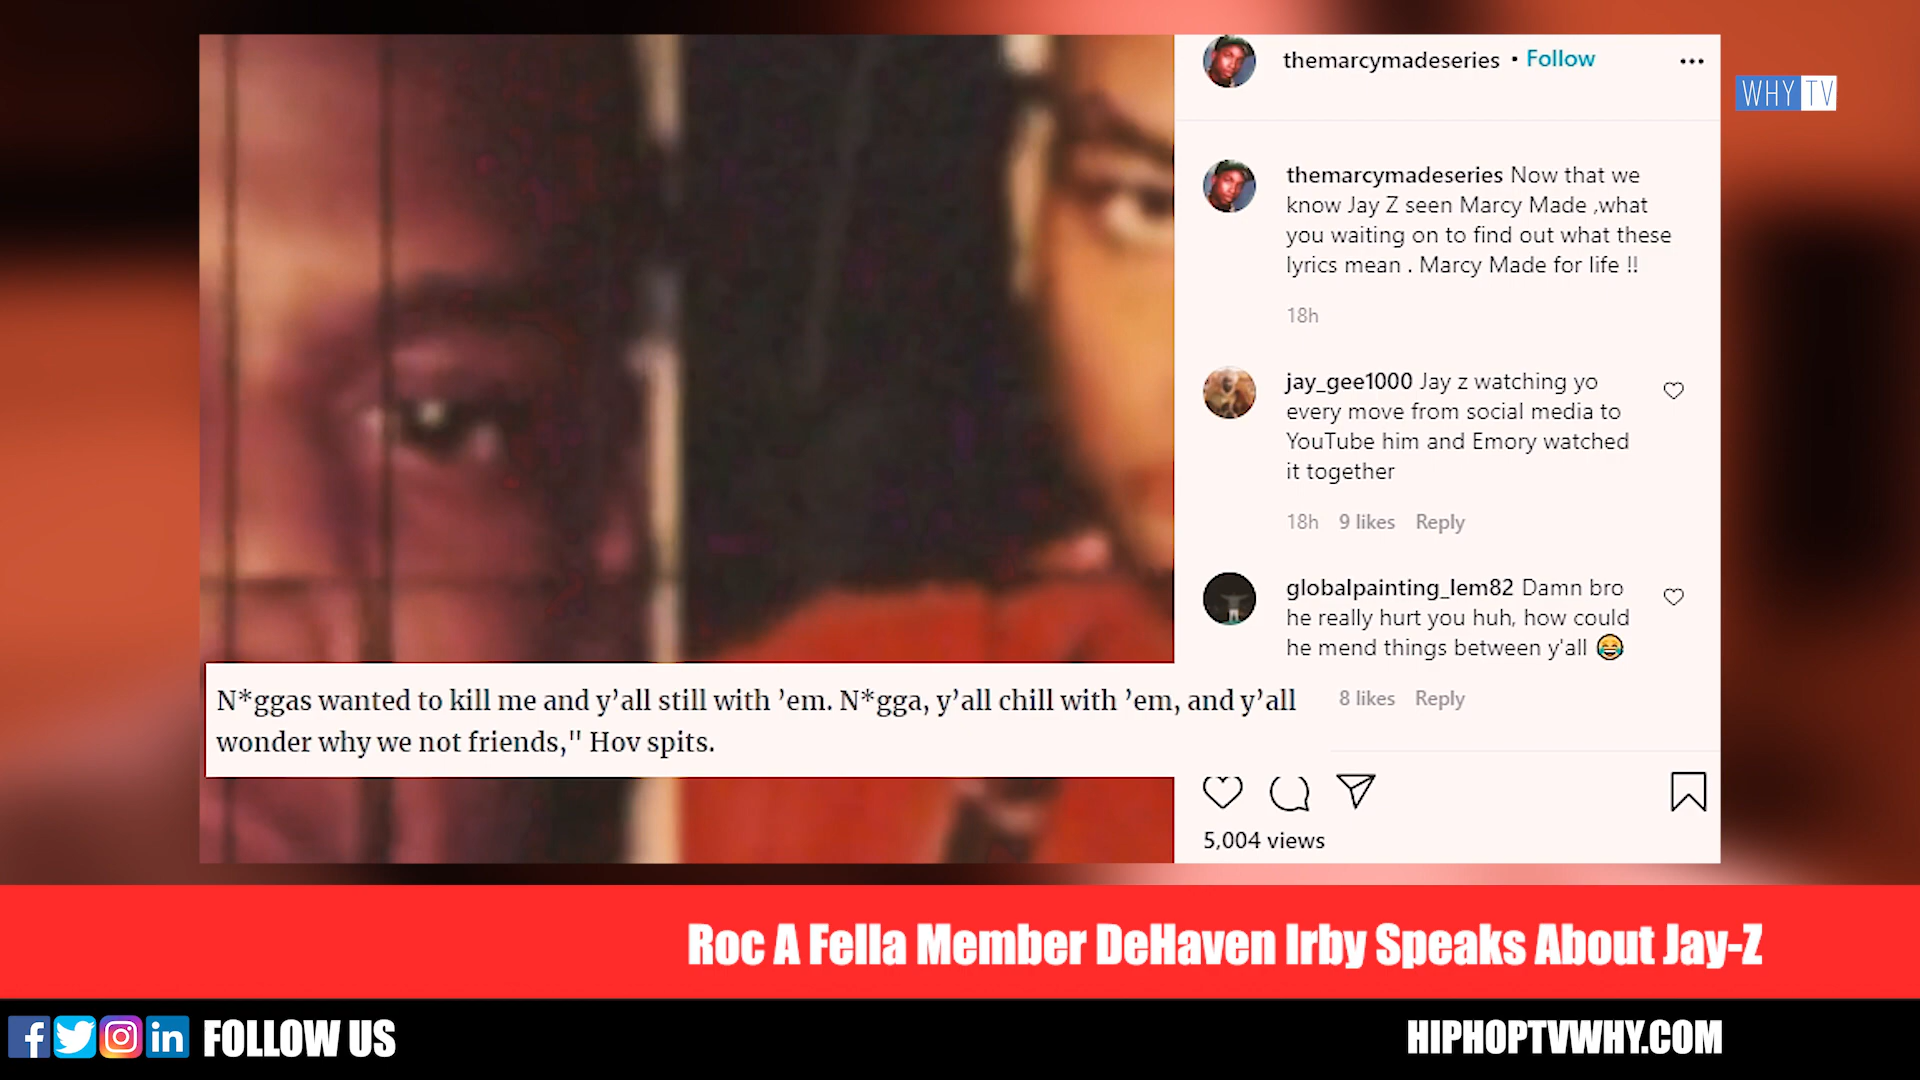 themarcymadeseries • Follow
WHY TV
themarcymadeseries Now that we
know Jay Z seen Marcy Made ,what
you waiting on to find out what these
lyrics mean . Marcy Made for life !!
18h
jay_gee1000 Jay z watching yo
every move from social media to
YouTube him and Emory watched
it together
18h 9 likes Reply
globalpainting_lem82 Damn bro
he really hurt you huh, how could
he mend things between y'all 😂
8 likes Reply
N*ggas wanted to kill me and y’all still with ’em. N*gga, y’all chill with ’em, and y’all
wonder why we not friends," Hov spits.
5,004 views
Roc A Fella Member DeHaven Irby Speaks About Jay-Z
FOLLOW US
HIPHOPTVWHY.COM